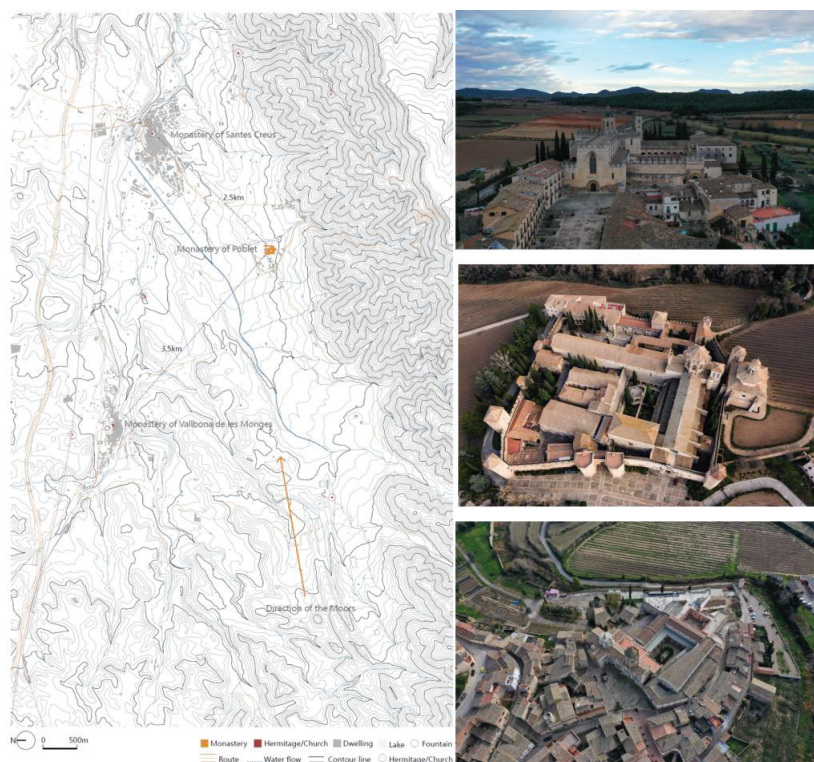 Monastery of Santes Creus
2.5km
Monastery of Poblet
3.5km
Monastery of Vallbona de les Monges
Direction of the Moors
N
0 500m
Monastery Hermitage/Church Dwelling Lake Fountain
Route Water flow Contour line Hermitage/Church